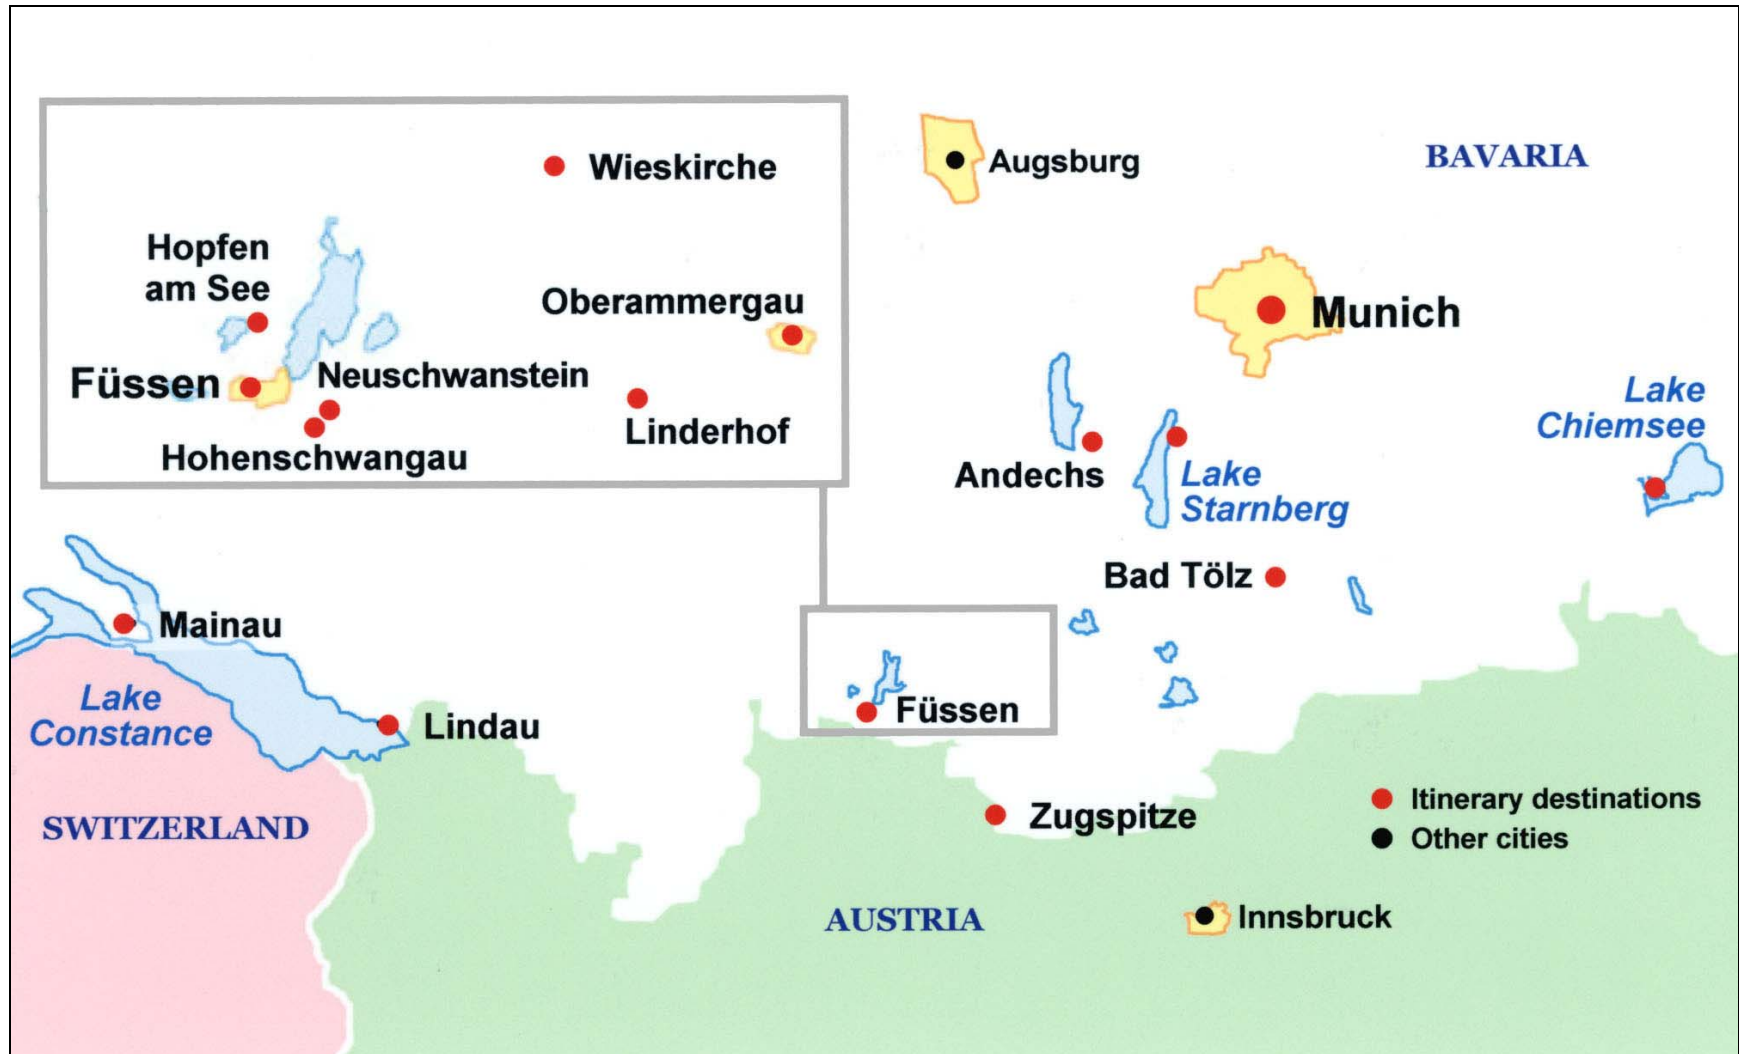 Wieskirche
Hopfen
am See
Oberammergau
Füssen
Neuschwanstein
Linderhof
Hohenschwangau
Augsburg
BAVARIA
Munich
Lake
Chiemsee
Andechs
Lake
Starnberg
Bad Tölz
Mainau
Lake
Constance
Lindau
Füssen
SWITZERLAND
Zugspitze
Itinerary destinations
Other cities
AUSTRIA
Innsbruck